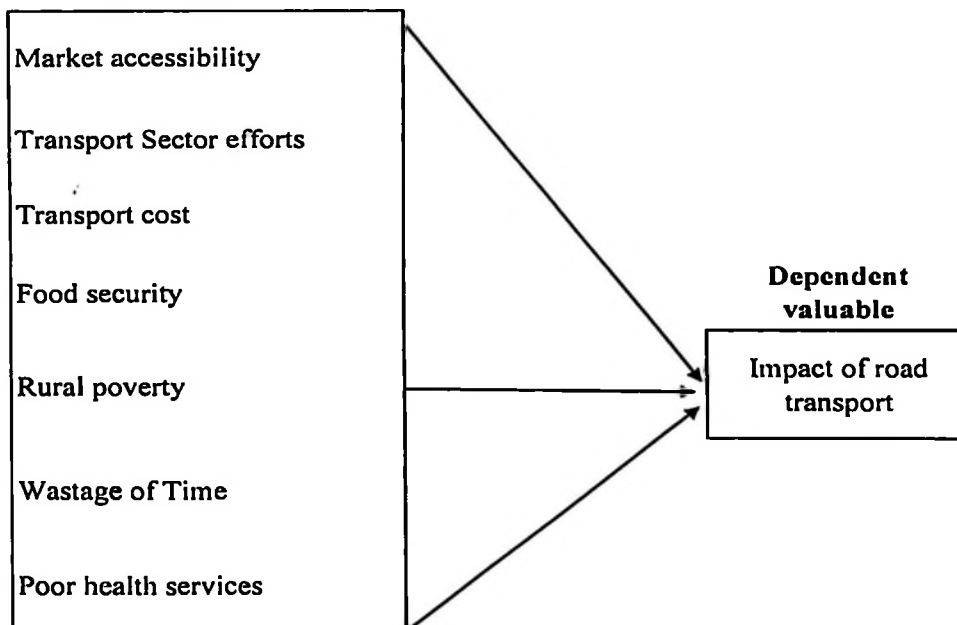 Market accessibility
Transport Sector efforts
Transport cost
Food security
Rural poverty
Wastage of Time
Poor health services
Dependent
valuable
Impact of road
transport